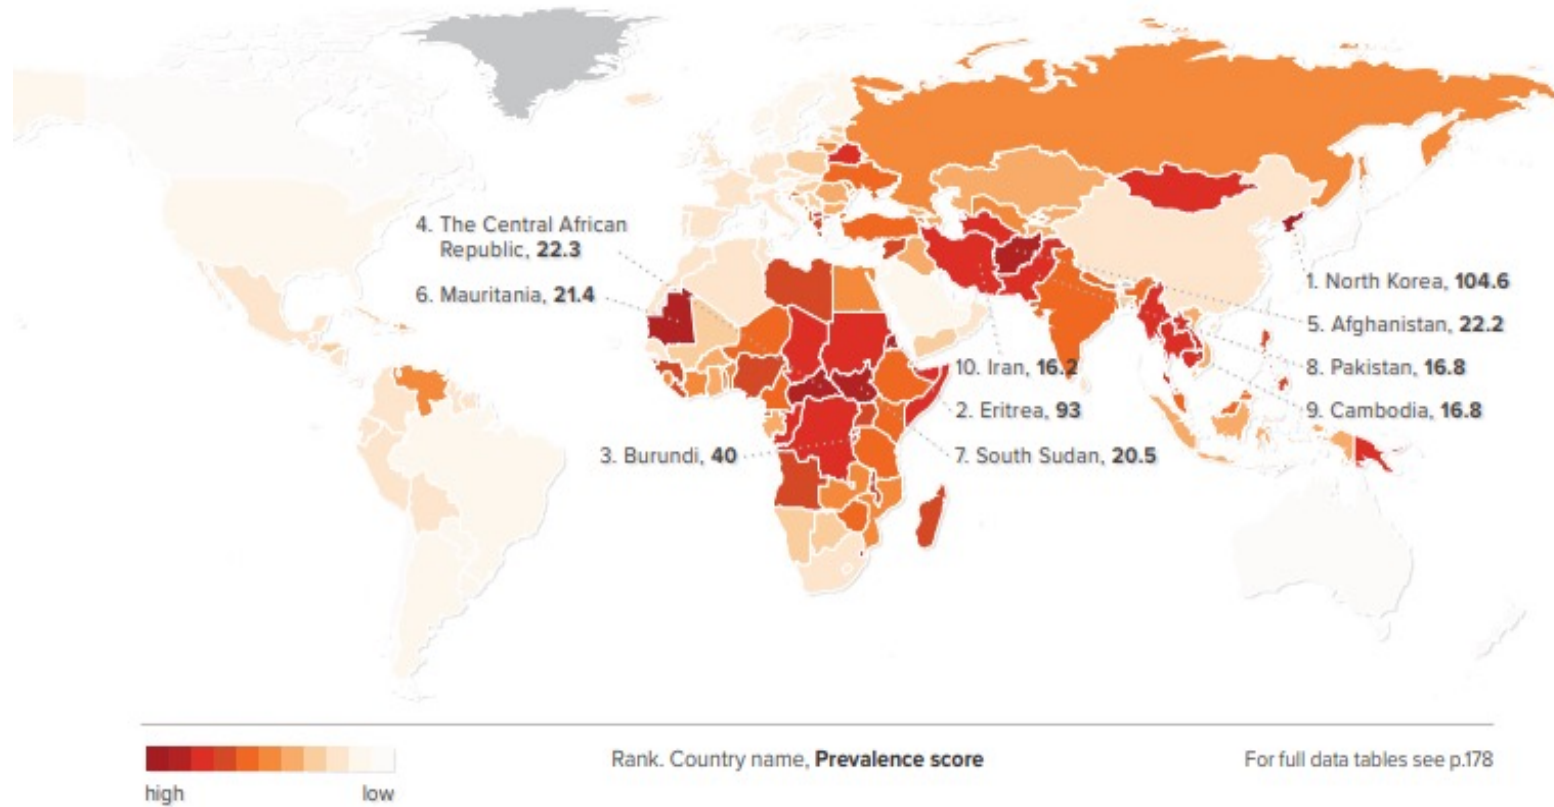 4. The Central African
Republic, 22.3
6. Mauritania, 21.4
3. Burundi, 40
10. Iran, 16.2
2. Eritrea, 93
7. South Sudan, 20.5
1. North Korea, 104.6
5. Afghanistan, 22.2
8. Pakistan, 16.8
9. Cambodia, 16.8
high
low
Rank. Country name, Prevalence score
For full data tables see p.178